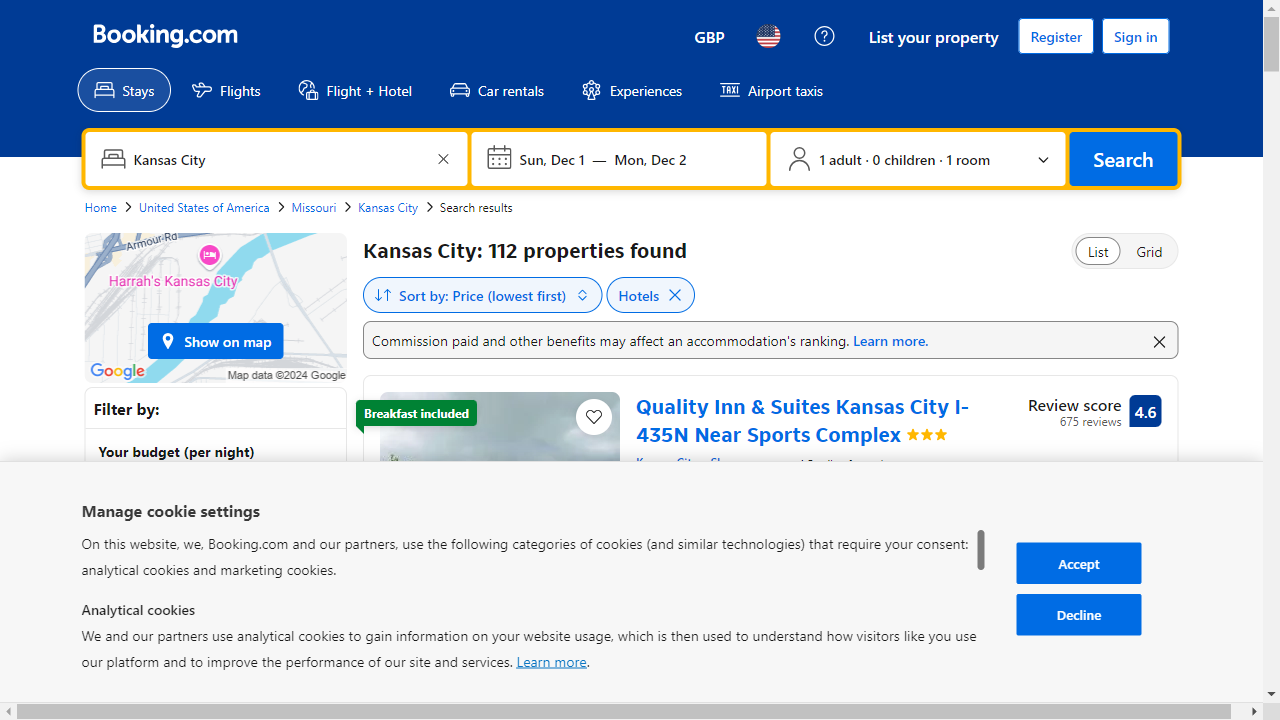 Booking.com
GBP
List your property
Register
Sign in
Stays
Flights
Flight + Hotel
Car rentals
Experiences
Airport taxis
Kansas City
Sun, Dec 1 — Mon, Dec 2
1 adult · 0 children · 1 room
Search
Home > United States of America > Missouri > Kansas City > Search results
Armour Rd
Harrah's Kansas City
Show on map
Google
Map data ©2024 Google
Filter by:
Your budget (per night)
Kansas City: 112 properties found
List
Grid
Sort by: Price (lowest first)
Hotels
Commission paid and other benefits may affect an accommodation's ranking. Learn more.
Breakfast included
Quality Inn & Suites Kansas City I-
435N Near Sports Complex
Review score
675 reviews
4.6
Manage cookie settings
On this website, we, Booking.com and our partners, use the following categories of cookies (and similar technologies) that require your consent:
analytical cookies and marketing cookies.
Analytical cookies
We and our partners use analytical cookies to gain information on your website usage, which is then used to understand how visitors like you use
our platform and to improve the performance of our site and services. Learn more.
Accept
Decline